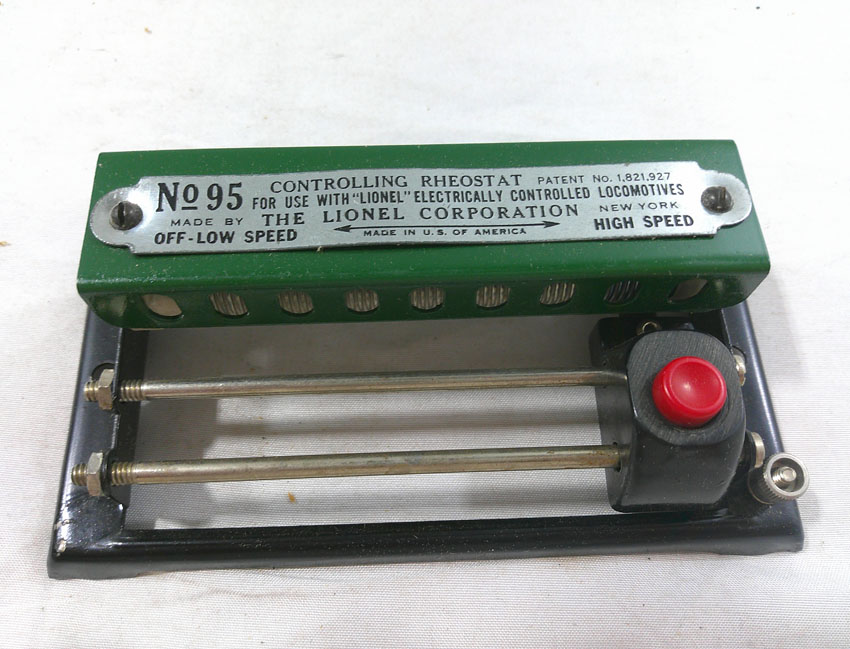 No 95 CONTROLLING RHEOSTAT PATENT No. 1,821,927
FOR USE WITH "LIONEL" ELECTRICALLY CONTROLLED LOCOMOTIVES
MADE BY THE LIONEL CORPORATION NEW YORK
OFF-LOW SPEED MADE IN U.S. OF AMERICA HIGH SPEED